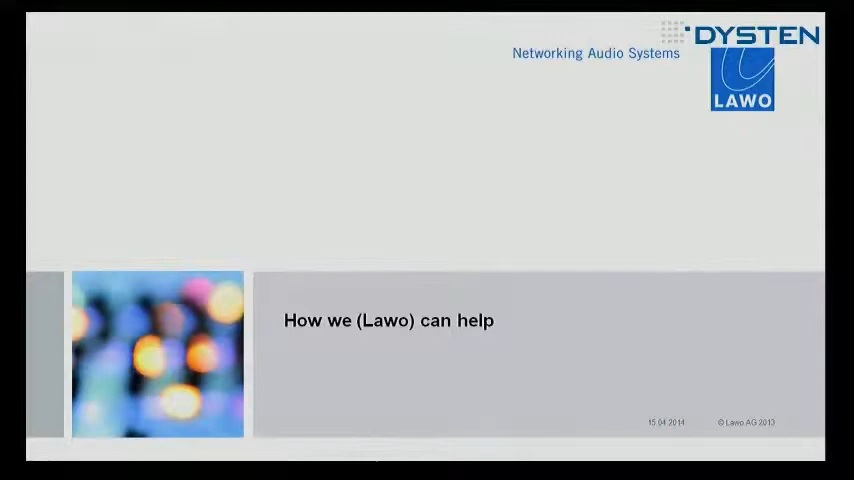 DYSTEN
Networking Audio Systems
LAWO
How we (Lawo) can help
15.04.2014 © Lawo AG 2013